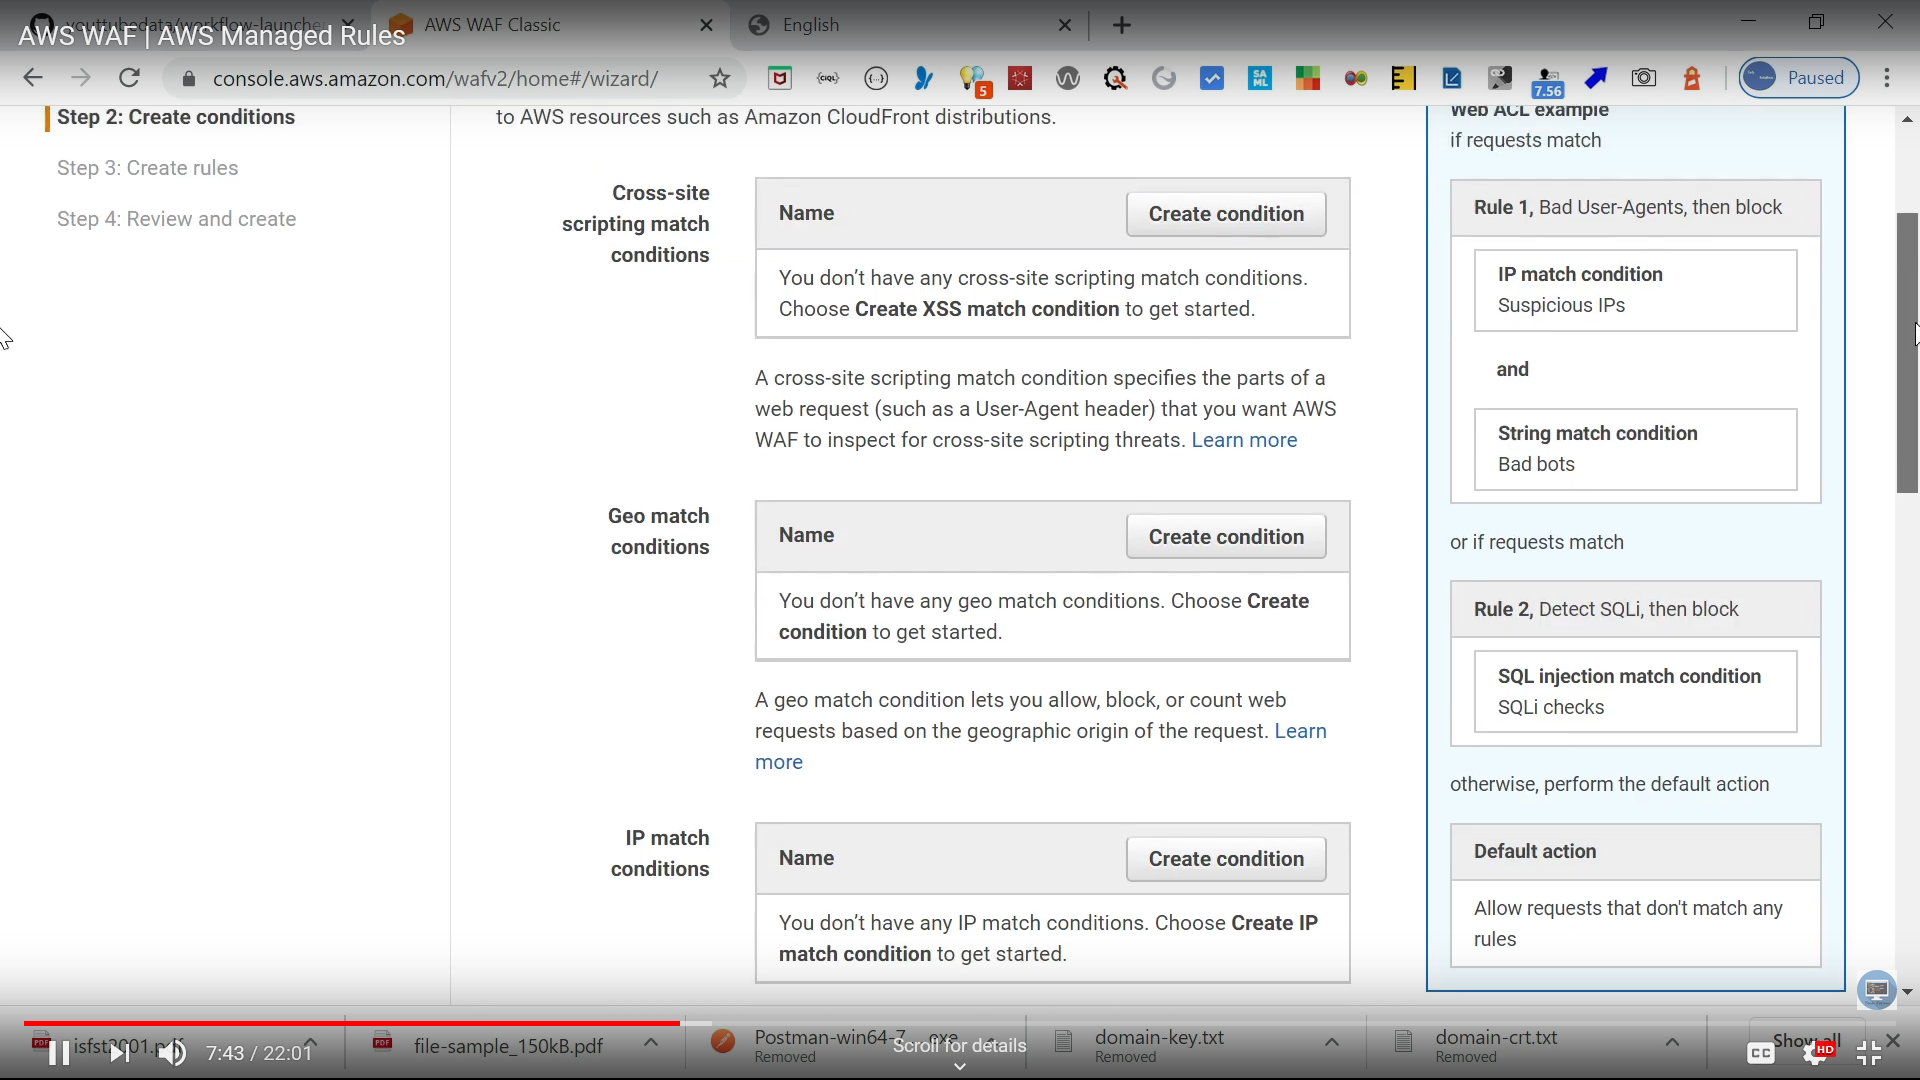 AWS WAF | AWS Managed Rules
AWS WAF Classic
English
console.aws.amazon.com/wafv2/home#/wizard/
5
SA
ML
7.56
Paused
Step 2: Create conditions
Step 3: Create rules
Step 4: Review and create
to AWS resources such as Amazon CloudFront distributions.
Cross-site
scripting match
conditions
Name
Create condition
You don't have any cross-site scripting match conditions.
Choose Create XSS match condition to get started.
A cross-site scripting match condition specifies the parts of a
web request (such as a User-Agent header) that you want AWS
WAF to inspect for cross-site scripting threats. Learn more
Geo match
conditions
Name
Create condition
You don't have any geo match conditions. Choose Create
condition to get started.
A geo match condition lets you allow, block, or count web
requests based on the geographic origin of the request. Learn
more
IP match
conditions
Name
Create condition
You don't have any IP match conditions. Choose Create IP
match condition to get started.
Web ACL example
if requests match
Rule 1, Bad User-Agents, then block
IP match condition
Suspicious IPs
and
String match condition
Bad bots
or if requests match
Rule 2, Detect SQLi, then block
SQL injection match condition
SQLi checks
otherwise, perform the default action
Default action
Allow requests that don't match any
rules
7:43 / 22:01
file-sample_150kB.pdf
Postman-win64-7....exe
Removed
Scroll for details
domain-key.txt
Removed
domain-crt.txt
Removed
Show all
CC
HD